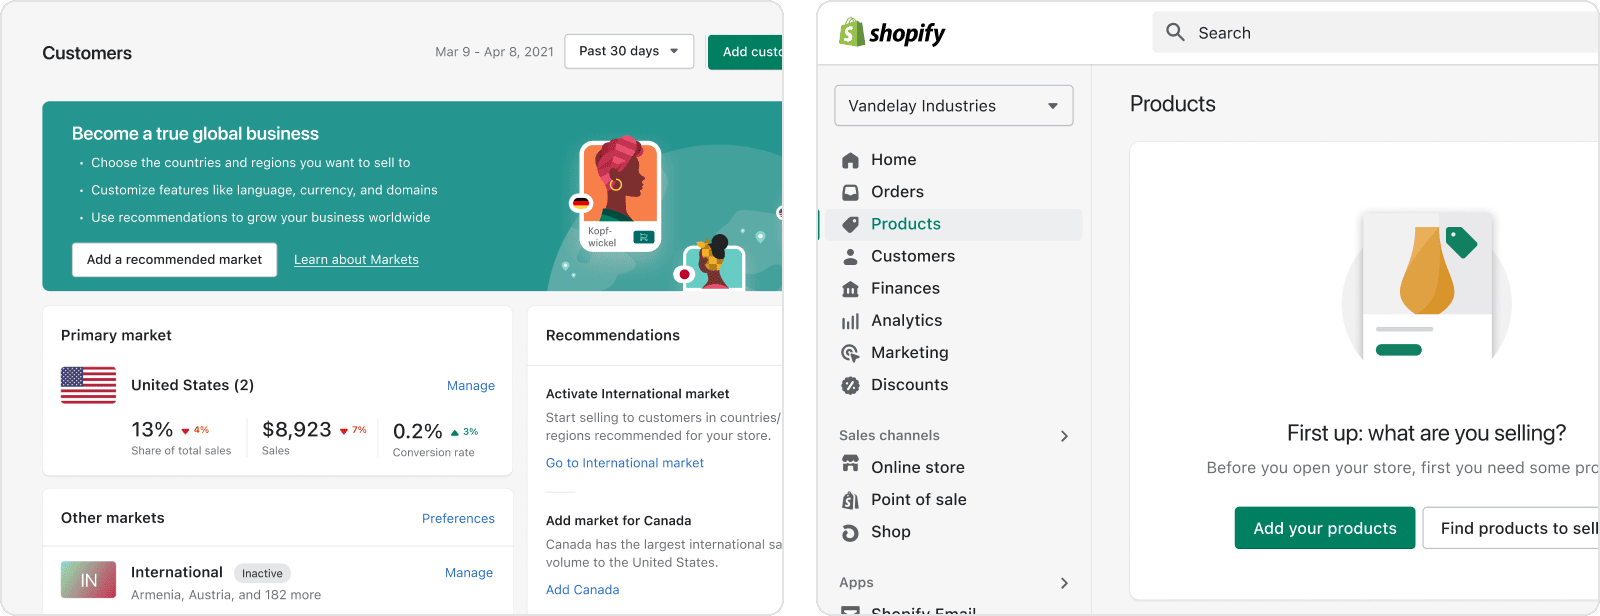 Customers
Mar 9 - Apr 8, 2021
Past 30 days
Add custo
Become a true global business
• Choose the countries and regions you want to sell to
• Customize features like language, currency, and domains
• Use recommendations to grow your business worldwide
Add a recommended market
Learn about Markets
Kopf-
wickel
Primary market
United States (2)
Manage
13% 4%
Share of total sales
$8,923 7%
Sales
0.2% 3%
Conversion rate
Other markets
Preferences
IN
International
Inactive
Manage
Armenia, Austria, and 182 more
Recommendations
Activate International market
Start selling to customers in countries/
regions recommended for your store.
Go to International market
Add market for Canada
Canada has the largest international sa
volume to the United States.
Add Canada
shopify
Search
Vandelay Industries
Home
Orders
Products
Customers
Finances
Analytics
Marketing
Discounts
Sales channels
Online store
Point of sale
Shop
Apps
Shopify Email
Products
First up: what are you selling?
Before you open your store, first you need some pro
Add your products
Find products to sell